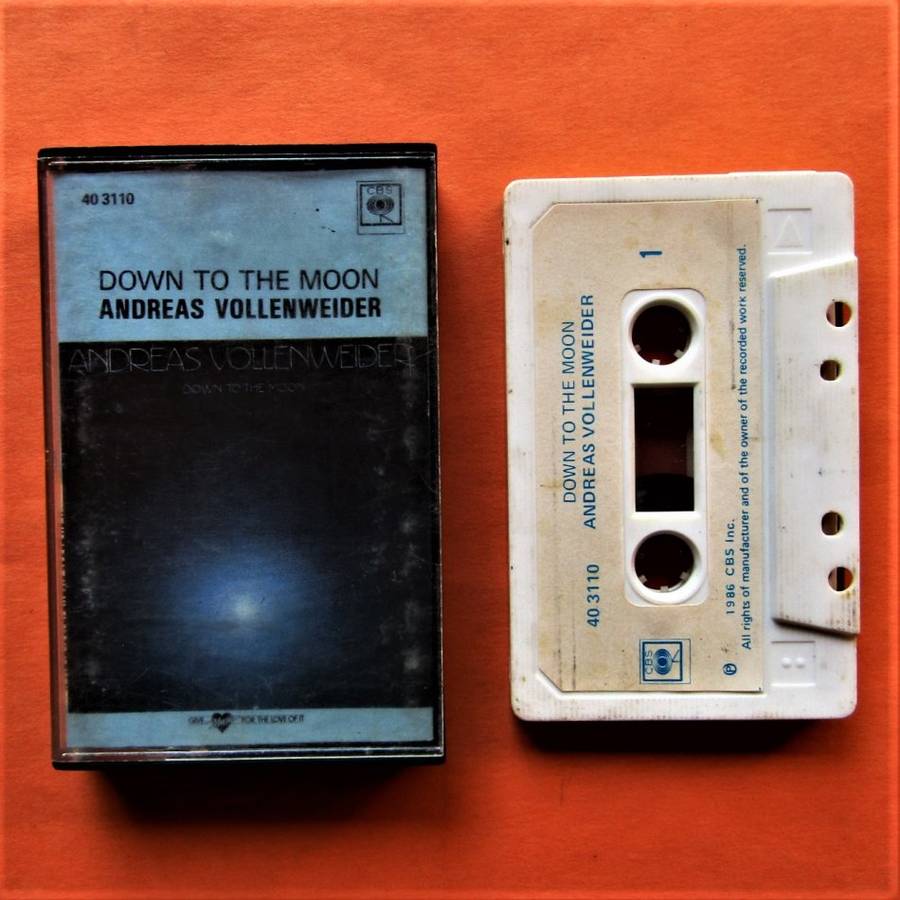 40 3110
CBS
DOWN TO THE MOON
ANDREAS VOLLENWEIDER
ANDREAS VOLLENWEIDER
DOWN TO THE MOON
GIVE... FOR THE LOVE OF IT
1
DOWN TO THE MOON
ANDREAS VOLLENWEIDER
40 3110
CBS
℗ 1986 CBS Inc.
All rights of manufacturer and of the owner of the recorded work reserved.